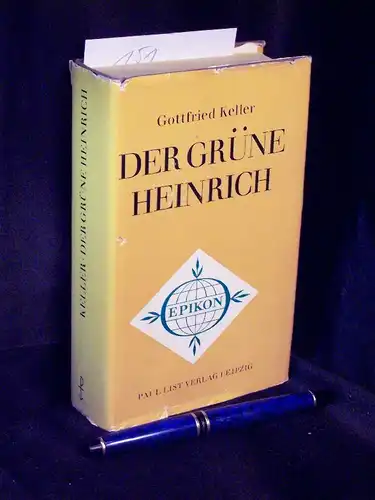 Gottfried Keller
DER GRÜNE
HEINRICH
EPIKON
PAUL LIST VERLAG LEIPZIG
KELLER · DER GRÜNE HEINRICH